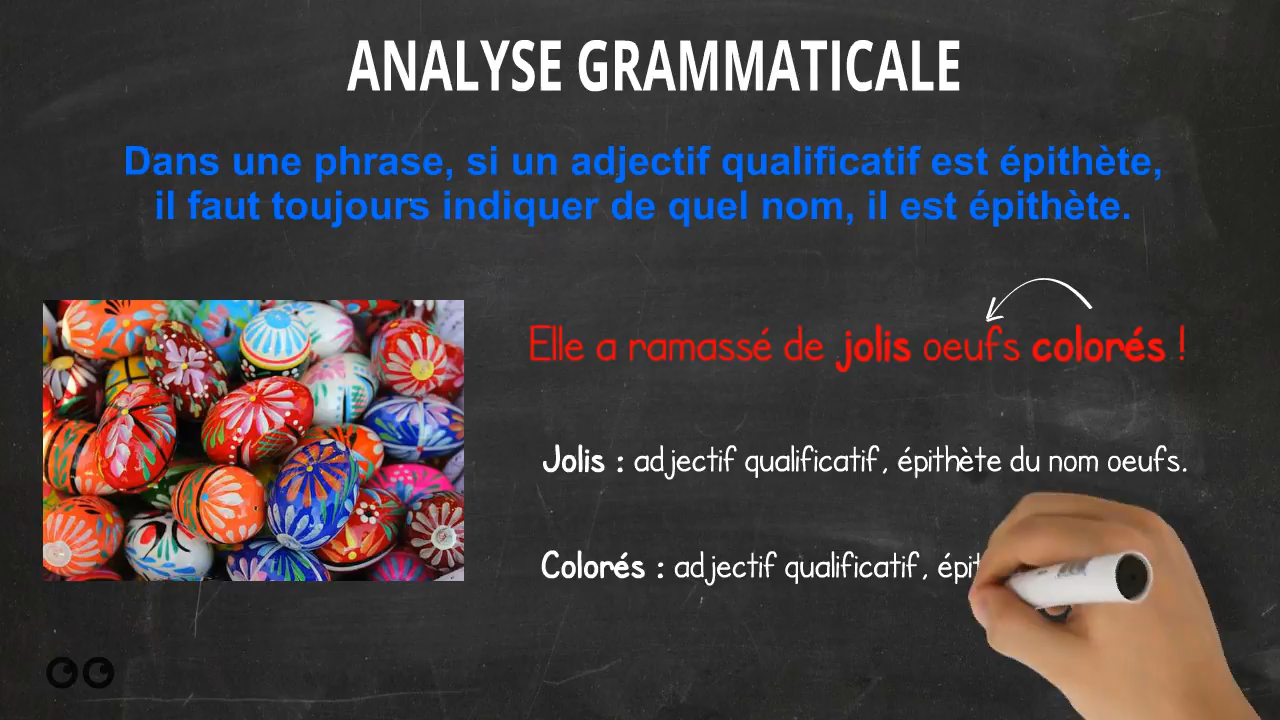 ANALYSE GRAMMATICALE
Dans une phrase, si un adjectif qualificatif est épithète,
il faut toujours indiquer de quel nom, il est épithète.
Elle a ramassé de jolis oeufs colorés !
Jolis : adjectif qualificatif, épithète du nom oeufs.
Colorés : adjectif qualificatif, épit